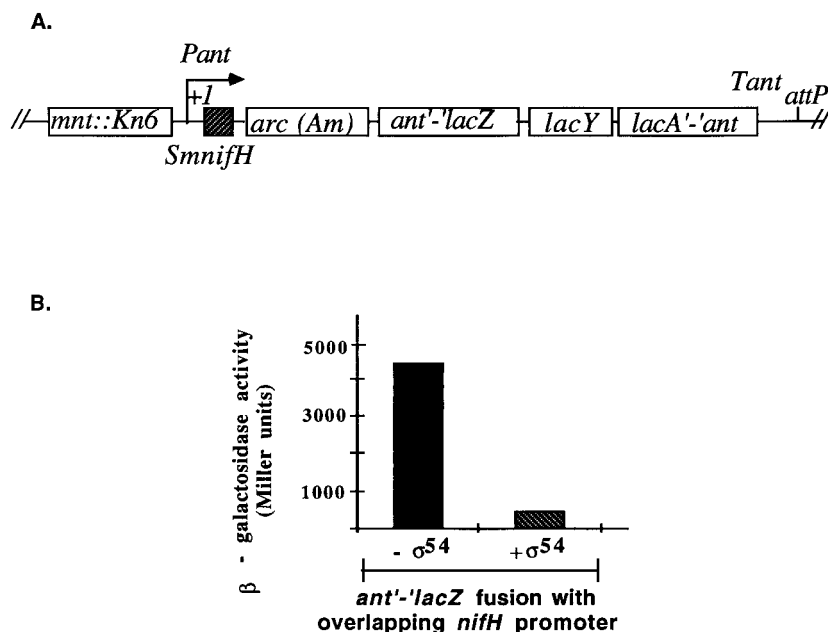 A.
Pant
+1
Tant
attP
mnt::Kn6
arc (Am)
ant'-'lacZ
lacY
lacA'-'ant
SmnifH
B.
β - galactosidase activity
(Miller units)
5000
3000
1000
- σ54
+σ54
ant'-'lacZ fusion with
overlapping nifH promoter